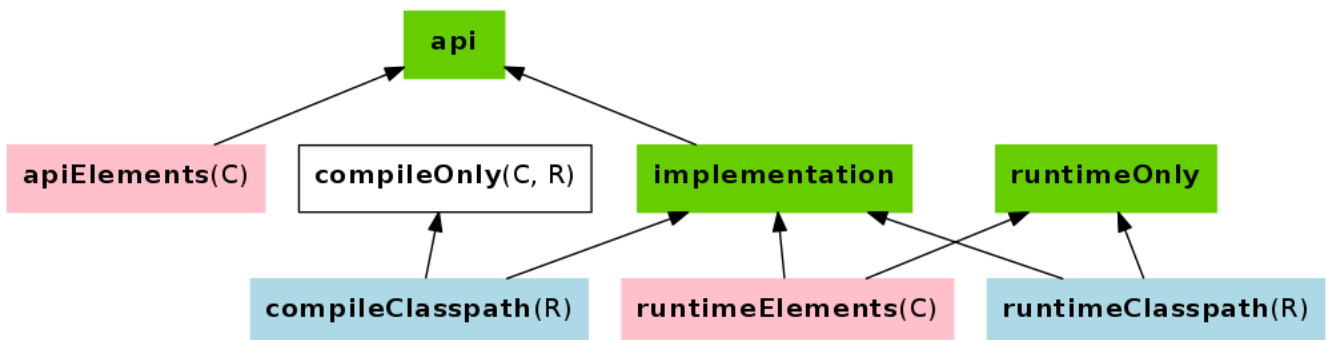 api
apiElements(C)
compileOnly(C, R)
implementation
runtimeOnly
compileClasspath(R)
runtimeElements(C)
runtimeClasspath(R)